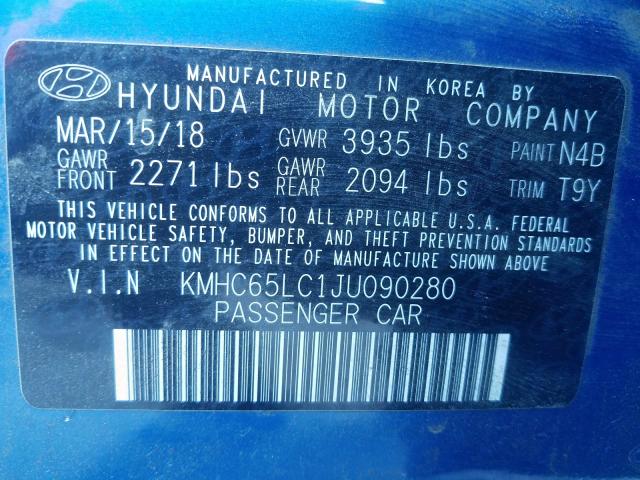 MANUFACTURED IN KOREA BY
HYUNDAI MOTOR COMPANY
MAR/15/18 GVWR 3935 lbs PAINT N4B
GAWR FRONT 2271 lbs GAWR REAR 2094 lbs TRIM T9Y
THIS VEHICLE CONFORMS TO ALL APPLICABLE U.S.A. FEDERAL
MOTOR VEHICLE SAFETY, BUMPER, AND THEFT PREVENTION STANDARDS
IN EFFECT ON THE DATE OF MANUFACTURE SHOWN ABOVE
V.I.N KMHC65LC1JU090280
PASSENGER CAR